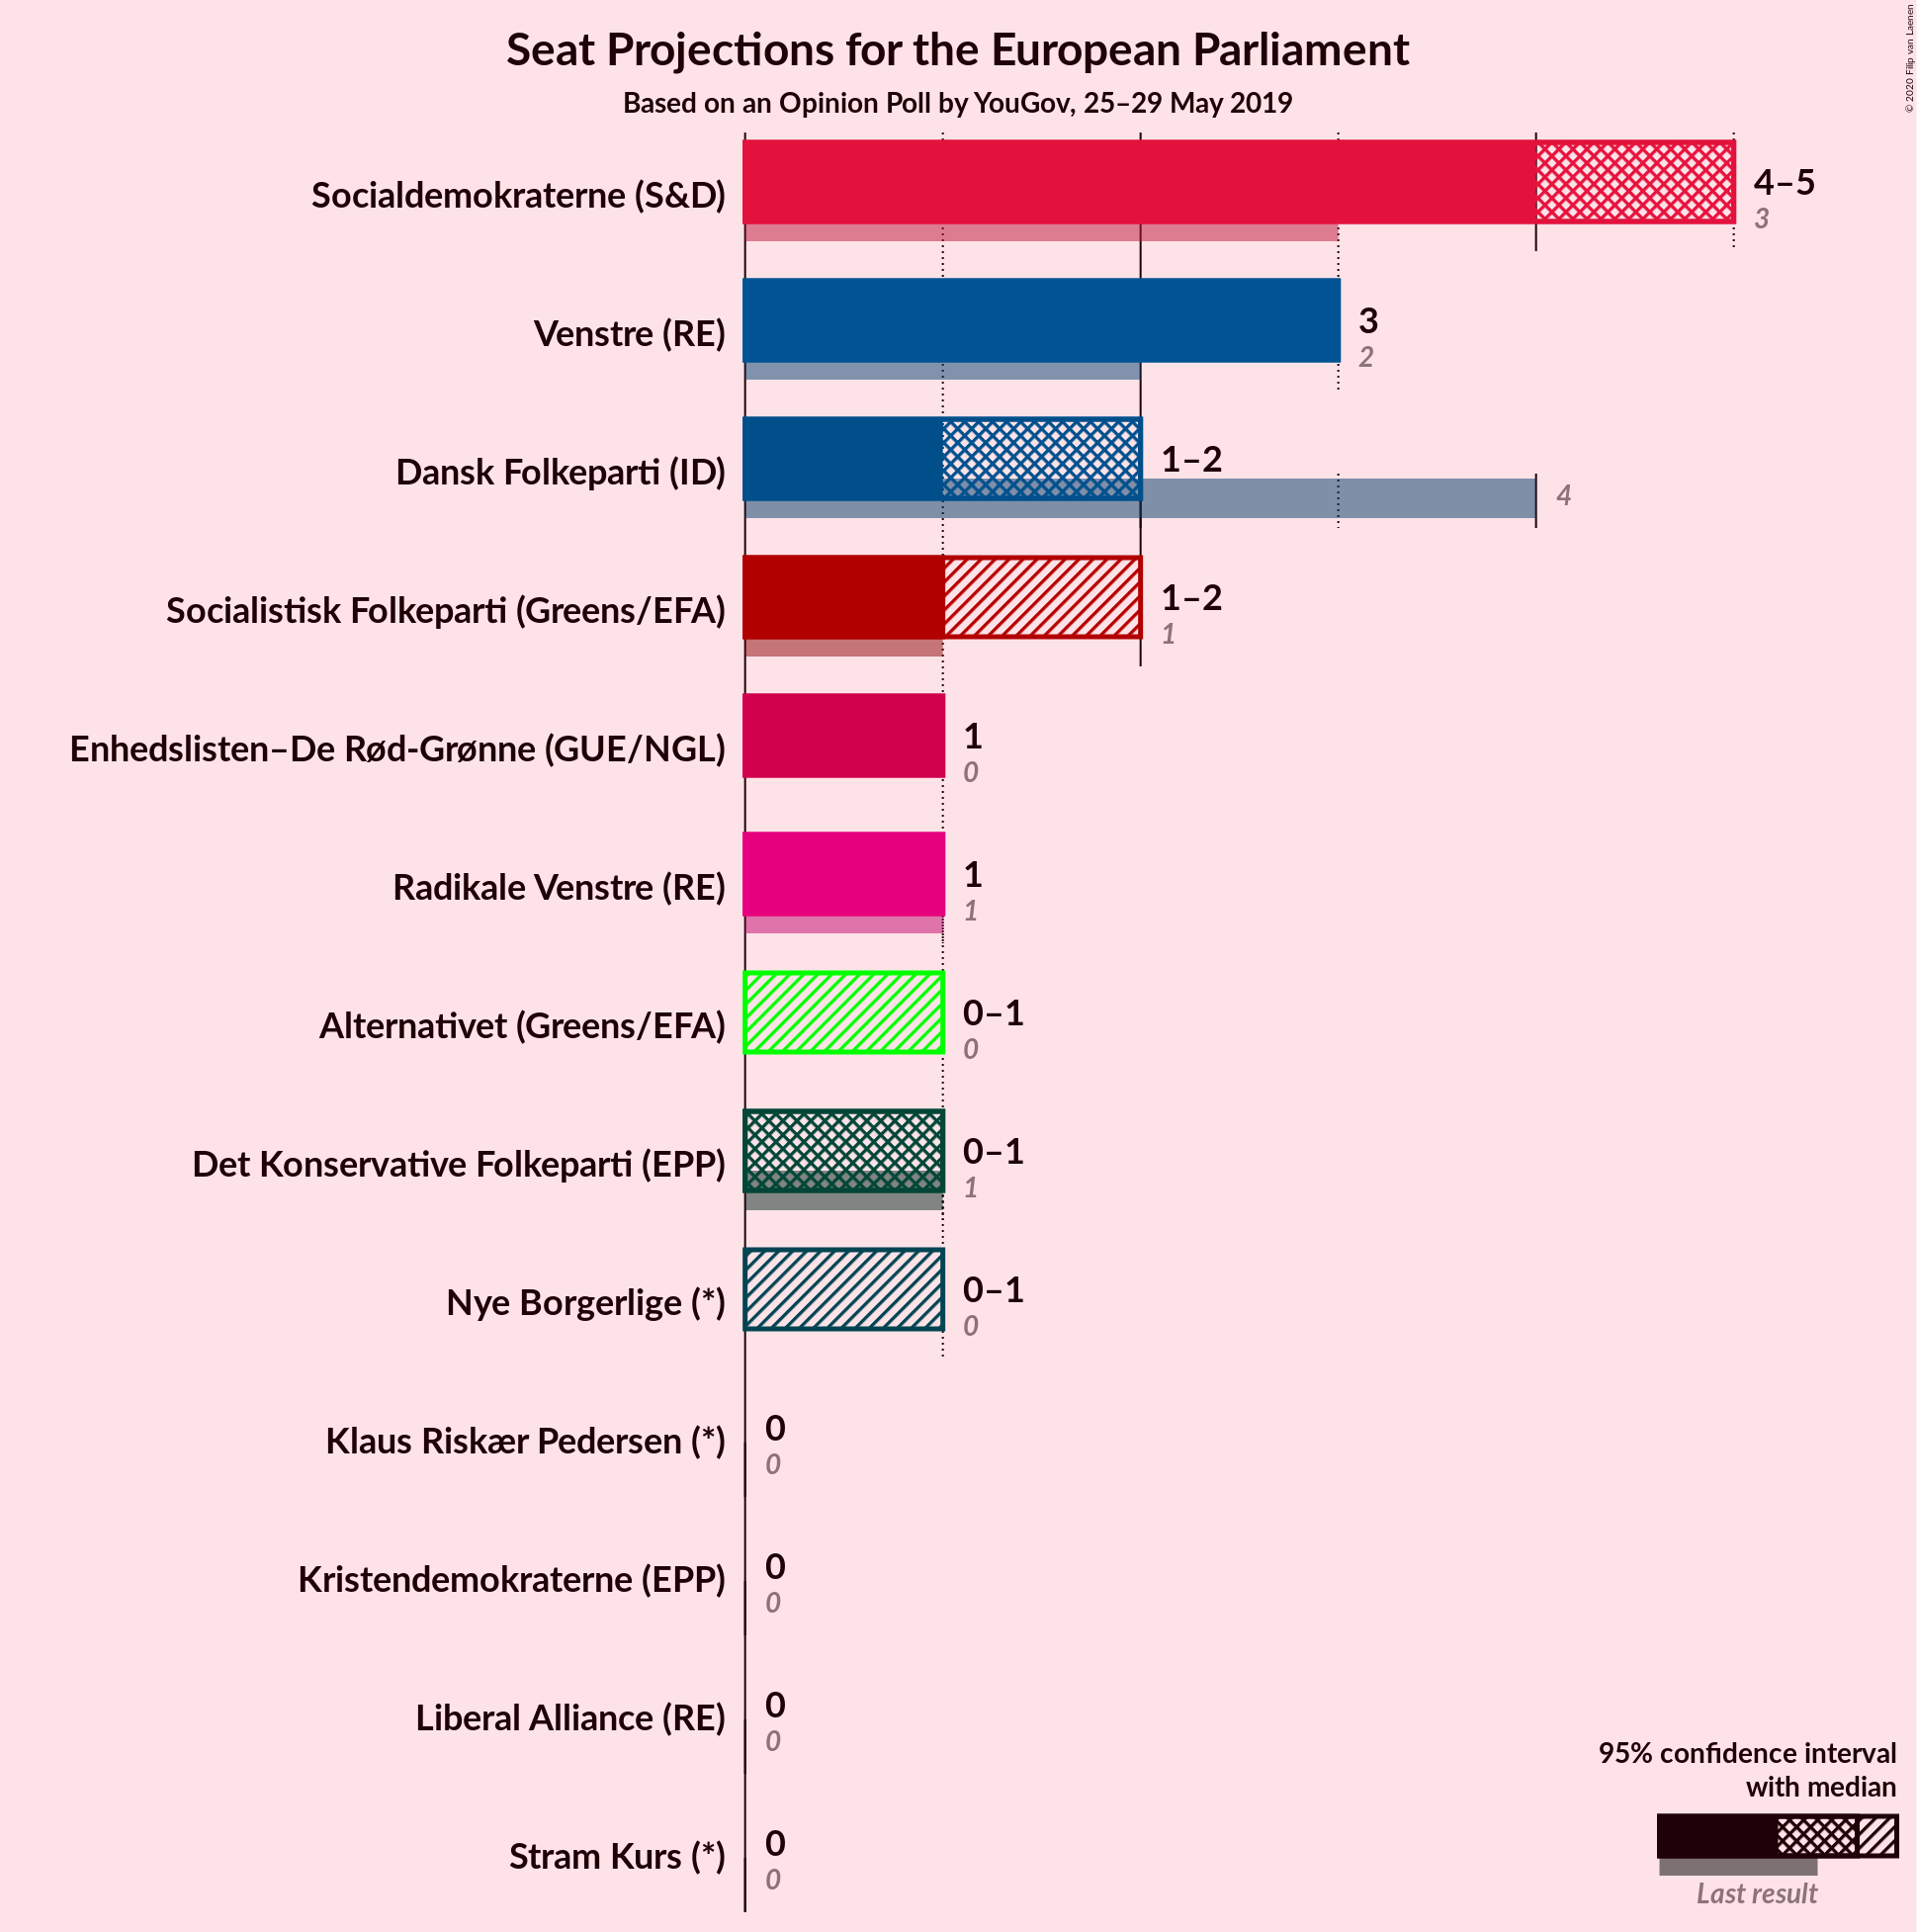 Seat Projections for the European Parliament
Based on an Opinion Poll by YouGov, 25–29 May 2019
© 2020 Filip van Laenen
Socialdemokraterne (S&D)
4–5
3
Venstre (RE)
3
2
Dansk Folkeparti (ID)
1–2
4
Socialistisk Folkeparti (Greens/EFA)
1–2
1
Enhedslisten–De Rød-Grønne (GUE/NGL)
1
0
Radikale Venstre (RE)
1
1
Alternativet (Greens/EFA)
0–1
0
Det Konservative Folkeparti (EPP)
0–1
1
Nye Borgerlige (*)
0–1
0
Klaus Riskær Pedersen (*)
0
0
Kristendemokraterne (EPP)
0
0
Liberal Alliance (RE)
0
0
Stram Kurs (*)
0
0
95% confidence interval
with median
Last result